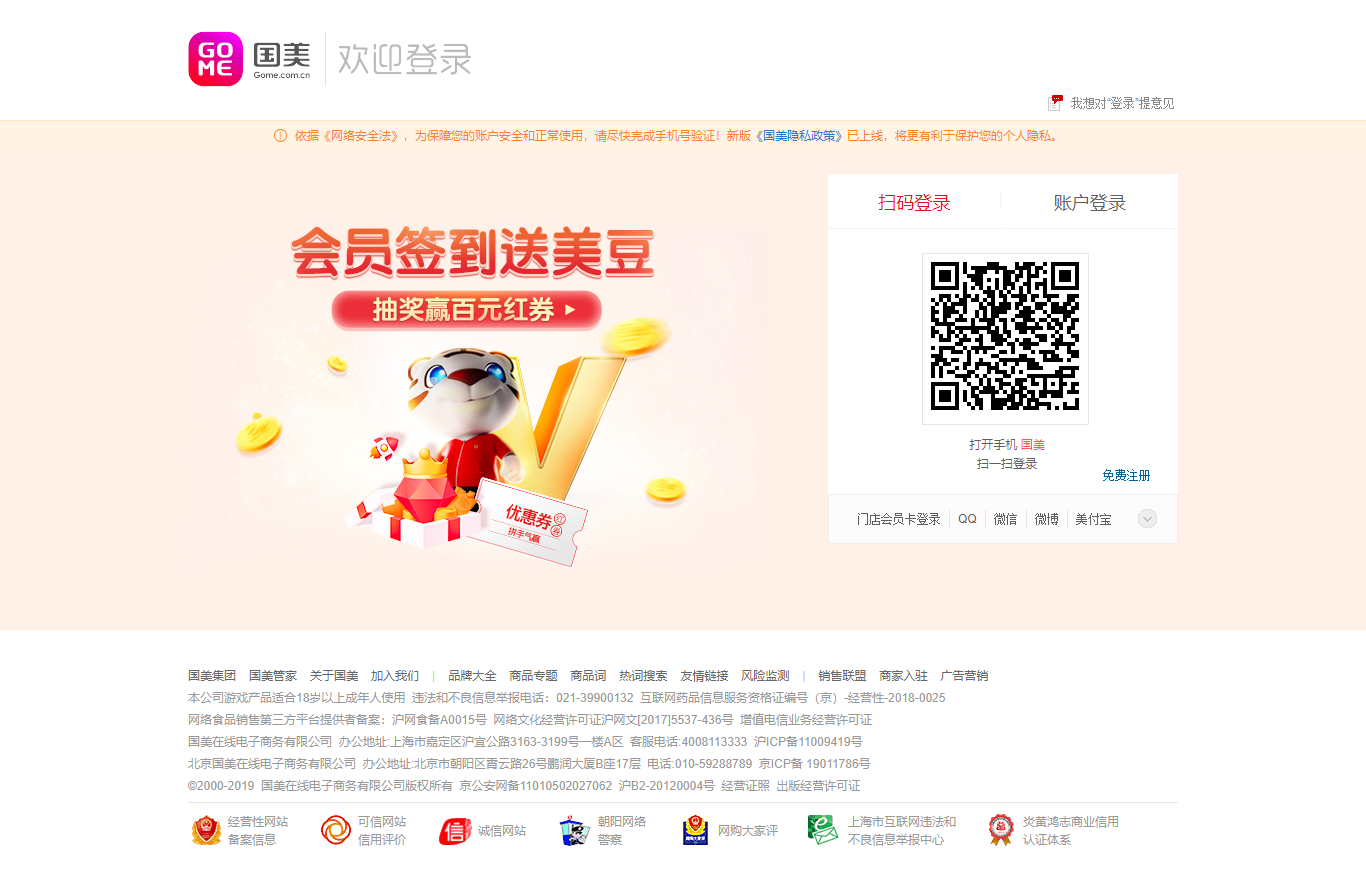 GOME
国美
Gome.com.cn
欢迎登录
我想对“登录”提意见
依据《网络安全法》，为保障您的账户安全和正常使用，请尽快完成手机号验证！新版《国美隐私政策》已上线，将更有利于保护您的个人隐私。
扫码登录 账户登录
会员签到送美豆
抽奖赢百元红券
优惠券
红券
拼手气赢
打开手机 国美
扫一扫登录
免费注册
门店会员卡登录 QQ 微信 微博 美付宝
国美集团 国美管家 关于国美 加入我们 | 品牌大全 商品专题 商品词 热词搜索 友情链接 风险监测 | 销售联盟 商家入驻 广告营销
本公司游戏产品适合18岁以上成年人使用 违法和不良信息举报电话：021-39900132 互联网药品信息服务资格证编号（京）-经营性-2018-0025
网络食品销售第三方平台提供者备案：沪网食备A0015号 网络文化经营许可证沪网文[2017]5537-436号 增值电信业务经营许可证
国美在线电子商务有限公司 办公地址:上海市嘉定区沪宜公路3163-3199号一楼A区 客服电话:4008113333 沪ICP备11009419号
北京国美在线电子商务有限公司 办公地址:北京市朝阳区霄云路26号鹏润大厦B座17层 电话:010-59288789 京ICP备 19011786号
©2000-2019 国美在线电子商务有限公司版权所有 京公安网备11010502027062 沪B2-20120004号 经营证照 出版经营许可证
经营性网站
备案信息
可信网站
信用评价
信
诚信网站
朝阳网络
警察
网购大家评
网购大家评
上海市互联网违法和
不良信息举报中心
炎黄鸿志商业信用
认证体系